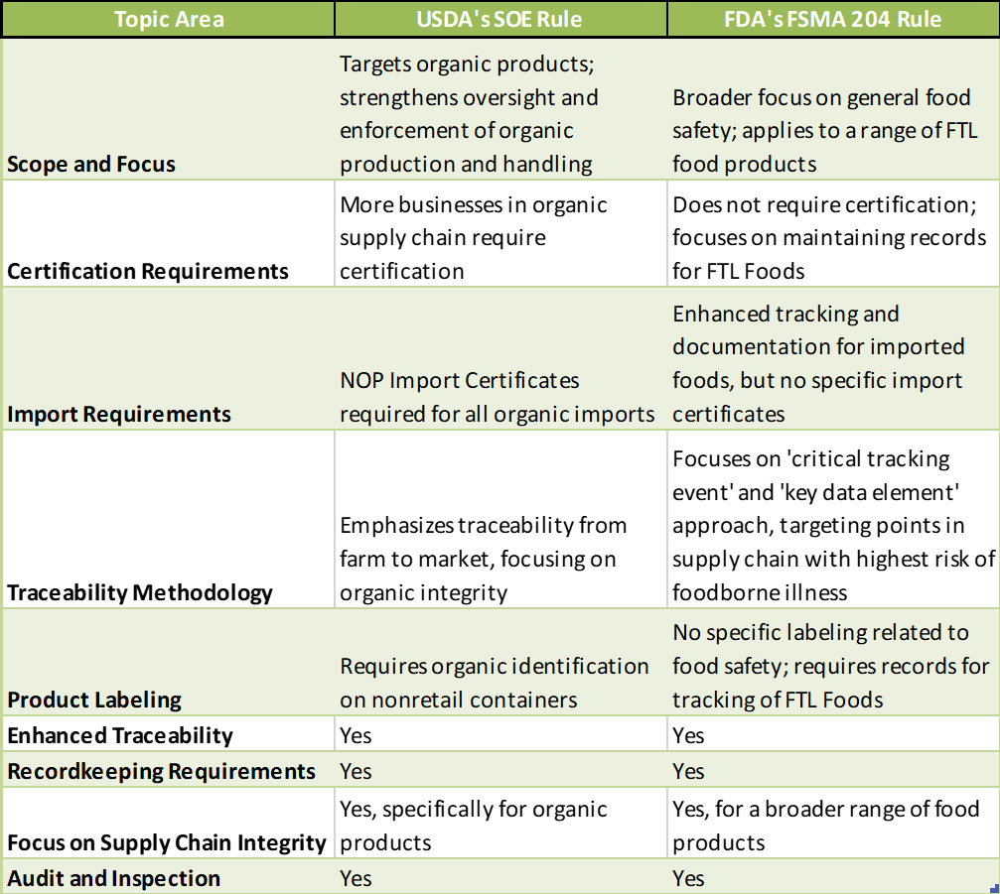 Topic Area
USDA's SOE Rule
FDA's FSMA 204 Rule
Scope and Focus
Targets organic products;
strengthens oversight and
enforcement of organic
production and handling
Broader focus on general food
safety; applies to a range of FTL
food products
Certification Requirements
More businesses in organic
supply chain require
certification
Does not require certification;
focuses on maintaining records
for FTL Foods
Import Requirements
NOP Import Certificates
required for all organic imports
Enhanced tracking and
documentation for imported
foods, but no specific import
certificates
Traceability Methodology
Emphasizes traceability from
farm to market, focusing on
organic integrity
Focuses on 'critical tracking
event' and 'key data element'
approach, targeting points in
supply chain with highest risk of
foodborne illness
Product Labeling
Requires organic identification
on nonretail containers
No specific labeling related to
food safety; requires records for
tracking of FTL Foods
Enhanced Traceability
Yes
Yes
Recordkeeping Requirements
Yes
Yes
Focus on Supply Chain Integrity
Yes, specifically for organic
products
Yes, for a broader range of food
products
Audit and Inspection
Yes
Yes